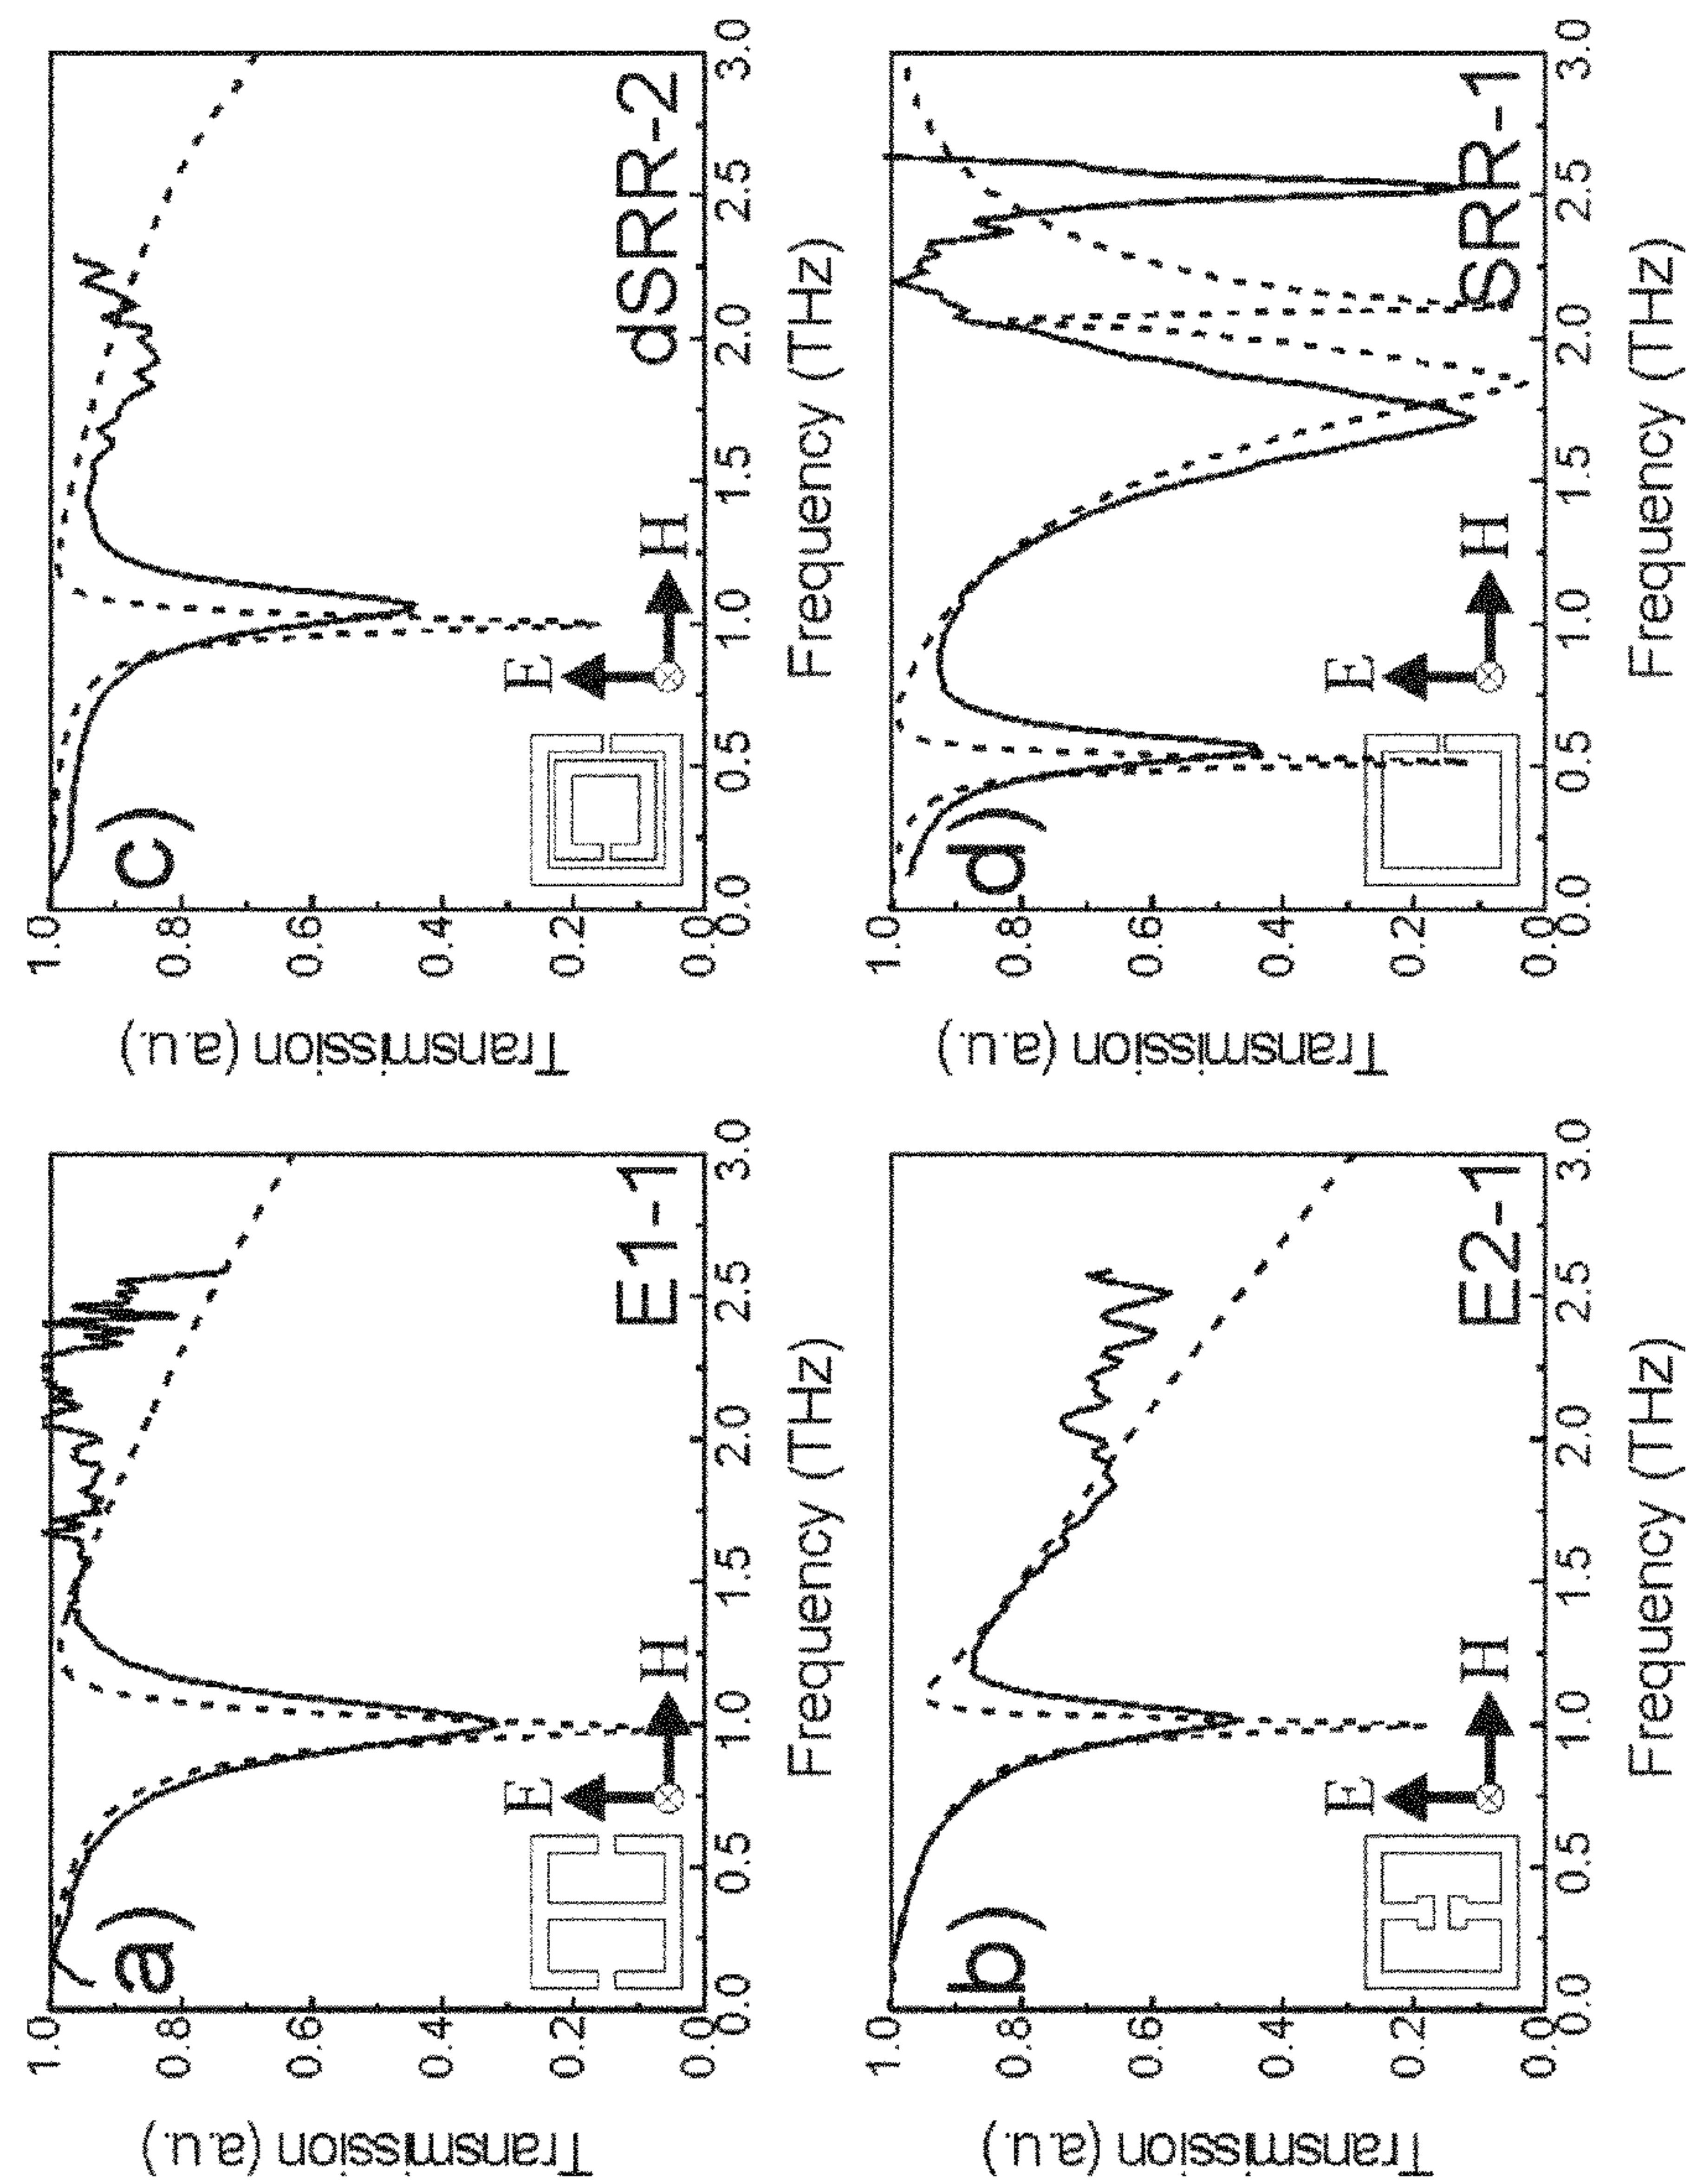 a)
Transmission (a.u.)
1.0
0.8
0.6
0.4
0.2
0.0
E
H
E1-1
0.0 0.5 1.0 1.5 2.0 2.5 3.0
Frequency (THz)
c)
Transmission (a.u.)
1.0
0.8
0.6
0.4
0.2
0.0
E
H
dSRR-2
0.0 0.5 1.0 1.5 2.0 2.5 3.0
Frequency (THz)
b)
Transmission (a.u.)
1.0
0.8
0.6
0.4
0.2
0.0
E
H
E2-1
0.0 0.5 1.0 1.5 2.0 2.5 3.0
Frequency (THz)
d)
Transmission (a.u.)
1.0
0.8
0.6
0.4
0.2
0.0
E
H
SRR-1
0.0 0.5 1.0 1.5 2.0 2.5 3.0
Frequency (THz)